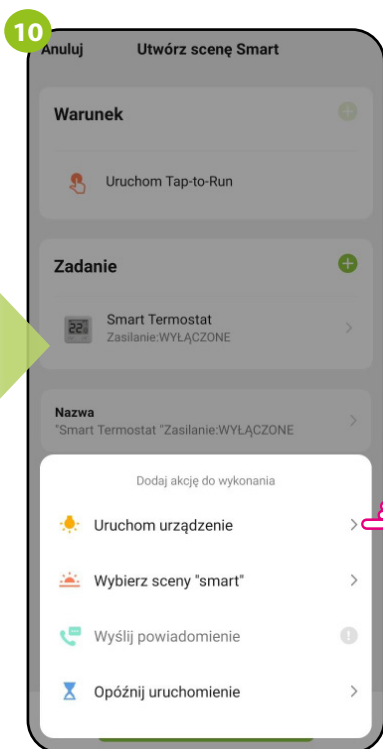 10
Anuluj Utwórz scenę Smart
Warunek
Uruchom Tap-to-Run
Zadanie
22
Smart Termostat
Zasilanie:WYŁĄCZONE
Nazwa
"Smart Termostat "Zasilanie:WYŁĄCZONE
Dodaj akcję do wykonania
Uruchom urządzenie
Wybierz sceny "smart"
Wyślij powiadomienie
Opóźnij uruchomienie